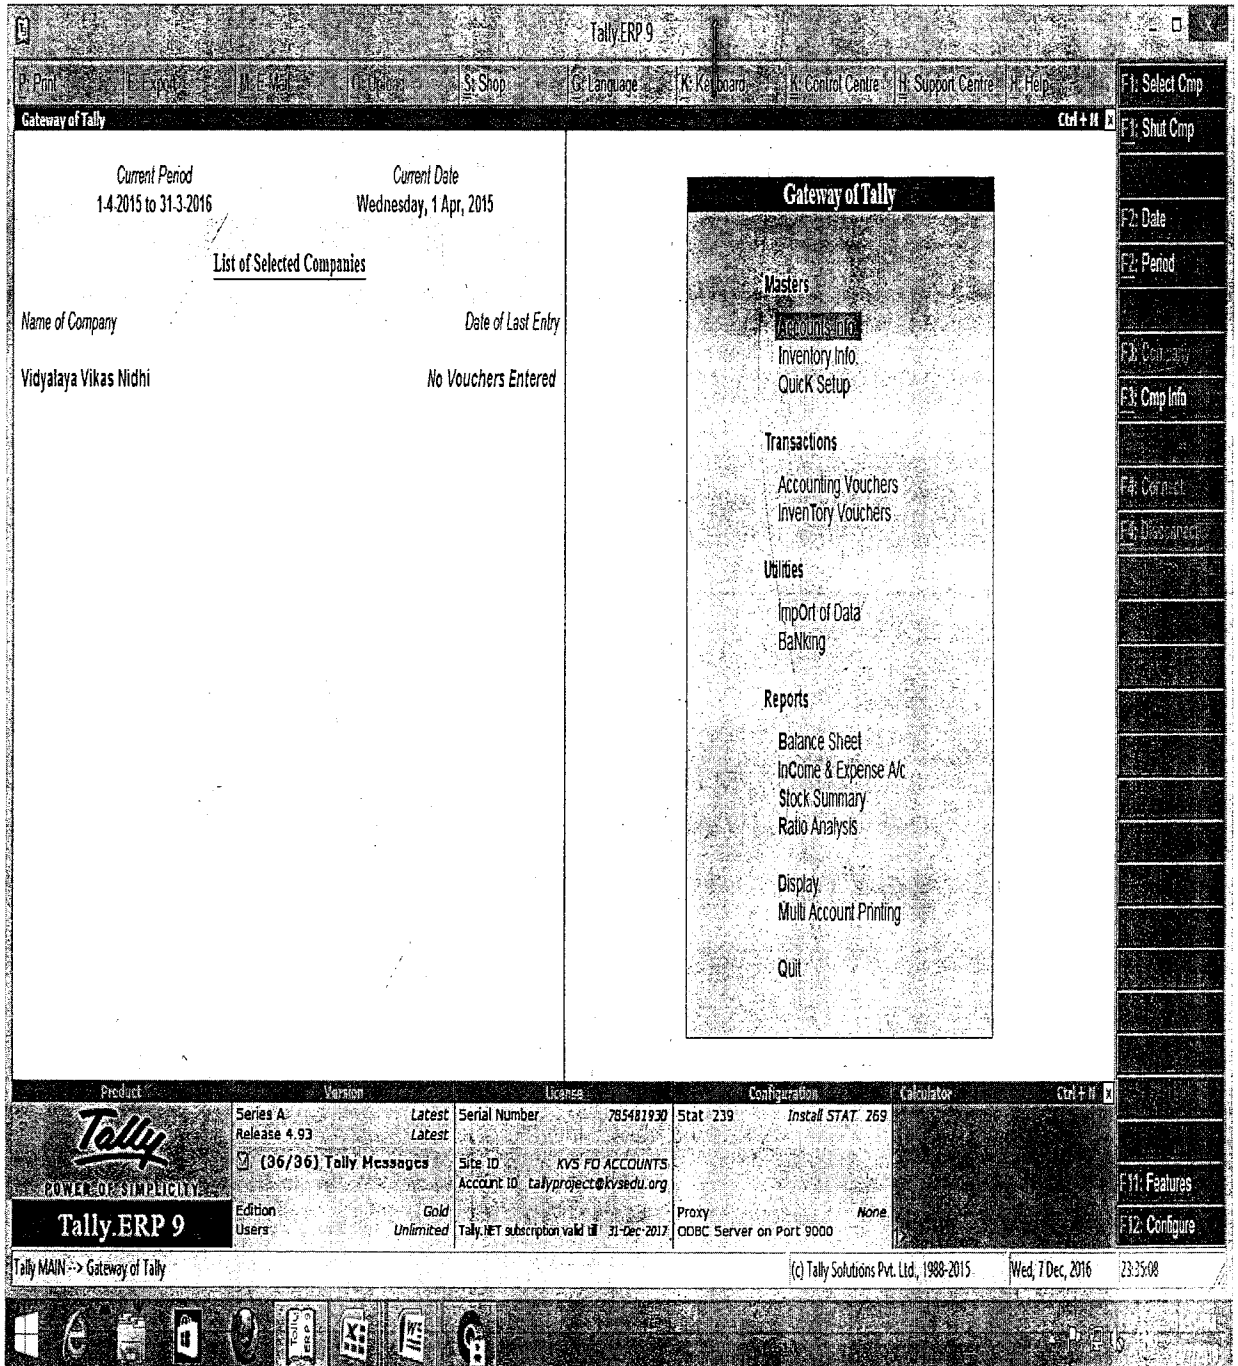 Tally.ERP 9
P: Print E: Export M: E-Mail S: Shop G: Language K: Keyboard K: Control Centre H: Support Centre H: Help
F1: Select Cmp
Gateway of Tally Ctrl + M
F1: Shut Cmp
Current Period Current Date
1-4-2015 to 31-3-2016 Wednesday, 1 Apr, 2015
List of Selected Companies
Name of Company Date of Last Entry
Vidyalaya Vikas Nidhi No Vouchers Entered
Gateway of Tally
Masters
Accounts Info.
Inventory Info.
QuicK Setup
Transactions
Accounting Vouchers
InvenTory Vouchers
Utilities
ImpOrt of Data
BaNking
Reports
Balance Sheet
InCome & Expense A/c
Stock Summary
Ratio Analysis
Display
Multi Account Printing
Quit
F2: Date
F2: Period
F3: Company
F3: Cmp Info
F4: Connect
F4: Disconnect
F11: Features
F12: Configure
Product
Tally
POWER OF SIMPLICITY
Tally.ERP 9
Version
Series A Latest
Release 4.93 Latest
(36/36) Tally Messages
Edition Gold
Users Unlimited
License
Serial Number 785481930
Site ID KVS FO ACCOUNTS
Account ID tallyproject@kvsedu.org
Tally.NET subscription valid till 31-Dec-2017
Configuration
Stat 239 Install STAT 269
Proxy None
ODBC Server on Port 9000
Calculator Ctrl + N
>
Tally MAIN --> Gateway of Tally (c) Tally Solutions Pvt. Ltd., 1988-2015 Wed, 7 Dec, 2016 23:35:08